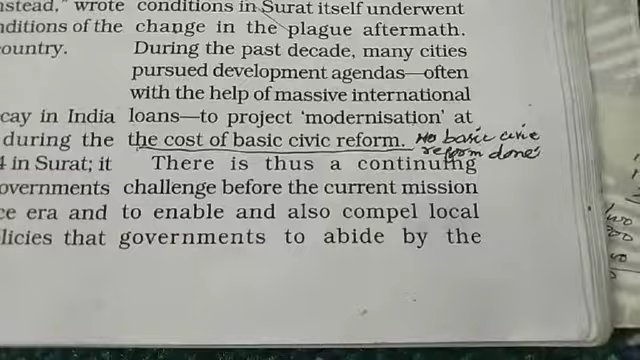 nstead," wrote conditions in Surat itself underwent
nditions of the change in the plague aftermath.
ountry. During the past decade, many cities
pursued development agendas—often
with the help of massive international
cay in India loans—to project 'modernisation' at
during the the cost of basic civic reform. No basic civic
reform done
4 in Surat; it There is thus a continuing
overnments challenge before the current mission
ce era and to enable and also compel local
licies that governments to abide by the